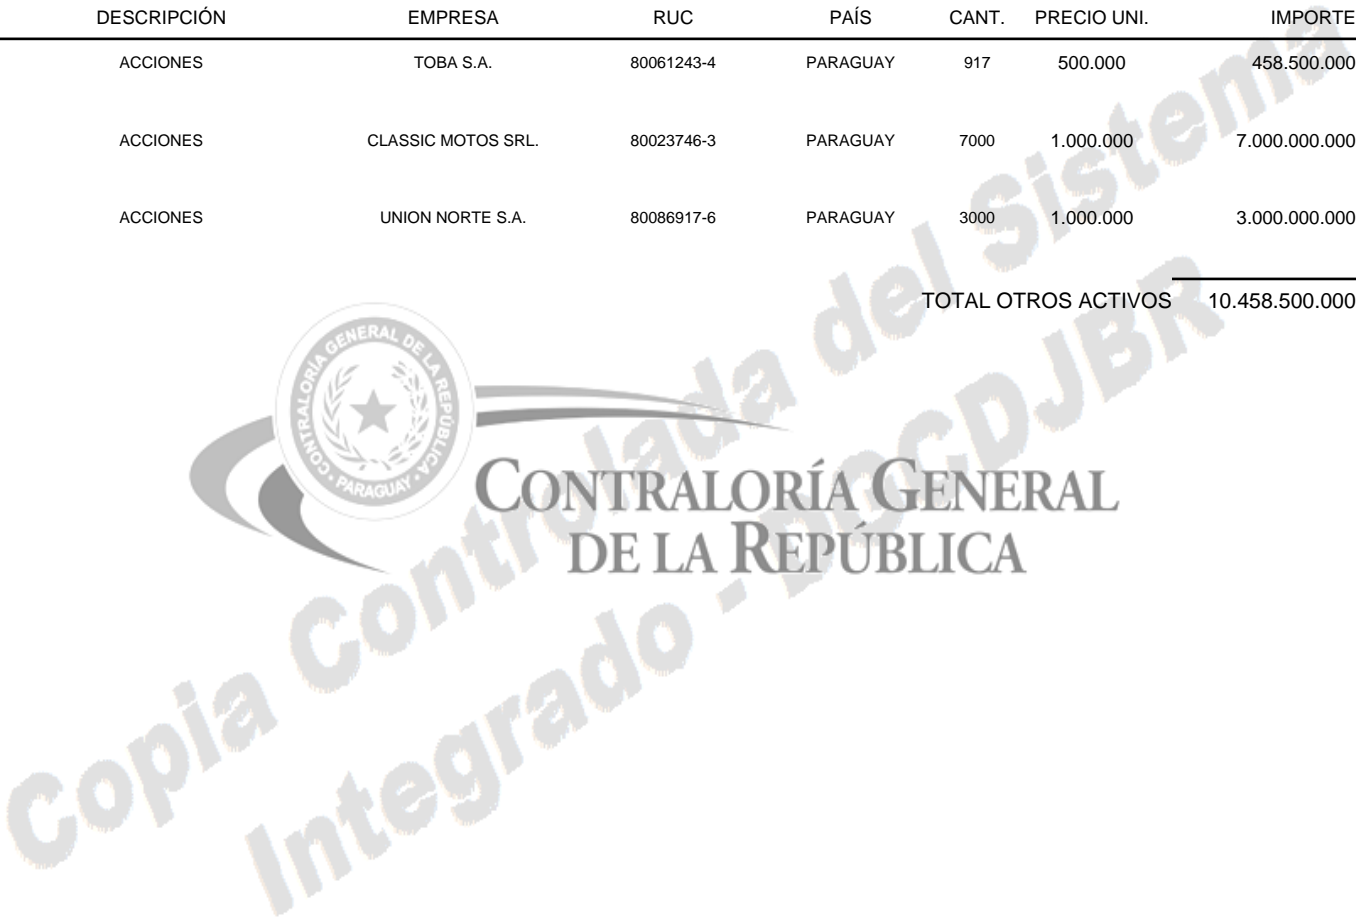 DESCRIPCIÓN EMPRESA RUC PAÍS CANT. PRECIO UNI. IMPORTE
ACCIONES TOBA S.A. 80061243-4 PARAGUAY 917 500.000 458.500.000
ACCIONES CLASSIC MOTOS SRL. 80023746-3 PARAGUAY 7000 1.000.000 7.000.000.000
ACCIONES UNION NORTE S.A. 80086917-6 PARAGUAY 3000 1.000.000 3.000.000.000
TOTAL OTROS ACTIVOS 10.458.500.000
CONTRALORÍA GENERAL DE LA REPÚBLICA
PARAGUAY
CONTRALORÍA GENERAL
DE LA REPÚBLICA
Copia Controlada del Sistema
Integrado - DGCDJBR